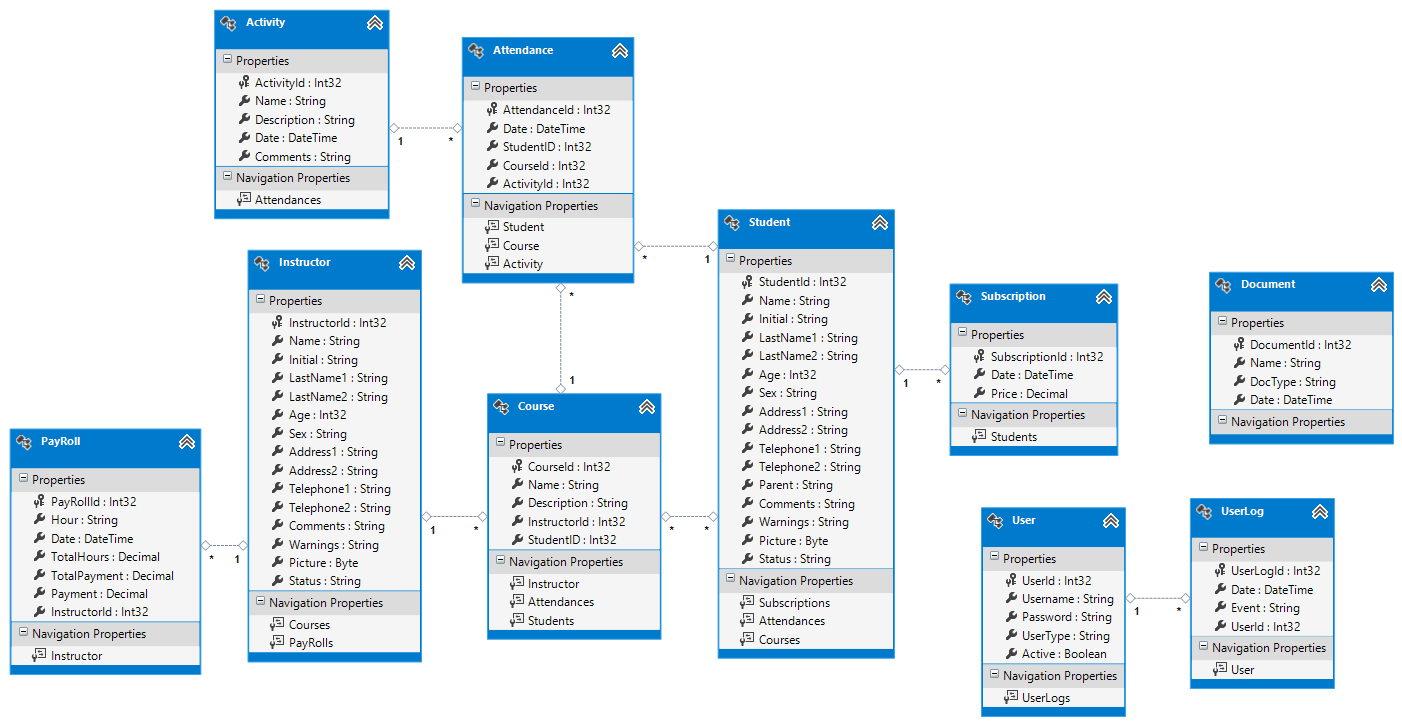 Activity
Properties
ActivityId : Int32
Name : String
Description : String
Date : DateTime
Comments : String
Navigation Properties
Attendances
1
*
Attendance
Properties
AttendanceId : Int32
Date : DateTime
StudentID : Int32
CourseId : Int32
ActivityId : Int32
Navigation Properties
Student
Course
Activity
*
1
*
1
Instructor
Properties
InstructorId : Int32
Name : String
Initial : String
LastName1 : String
LastName2 : String
Age : Int32
Sex : String
Address1 : String
Address2 : String
Telephone1 : String
Telephone2 : String
Comments : String
Warnings : String
Picture : Byte
Status : String
Navigation Properties
Courses
PayRolls
1
*
PayRoll
Properties
PayRollId : Int32
Hour : String
Date : DateTime
TotalHours : Decimal
TotalPayment : Decimal
Payment : Decimal
InstructorId : Int32
Navigation Properties
Instructor
*
1
Course
Properties
CourseId : Int32
Name : String
Description : String
InstructorId : Int32
StudentID : Int32
Navigation Properties
Instructor
Attendances
Students
*
*
Student
Properties
StudentId : Int32
Name : String
Initial : String
LastName1 : String
LastName2 : String
Age : Int32
Sex : String
Address1 : String
Address2 : String
Telephone1 : String
Telephone2 : String
Parent : String
Comments : String
Warnings : String
Picture : Byte
Status : String
Navigation Properties
Subscriptions
Attendances
Courses
1
*
Subscription
Properties
SubscriptionId : Int32
Date : DateTime
Price : Decimal
Navigation Properties
Students
Document
Properties
DocumentId : Int32
Name : String
DocType : String
Date : DateTime
Navigation Properties
User
Properties
UserId : Int32
Username : String
Password : String
UserType : String
Active : Boolean
Navigation Properties
UserLogs
1
*
UserLog
Properties
UserLogId : Int32
Date : DateTime
Event : String
UserId : Int32
Navigation Properties
User